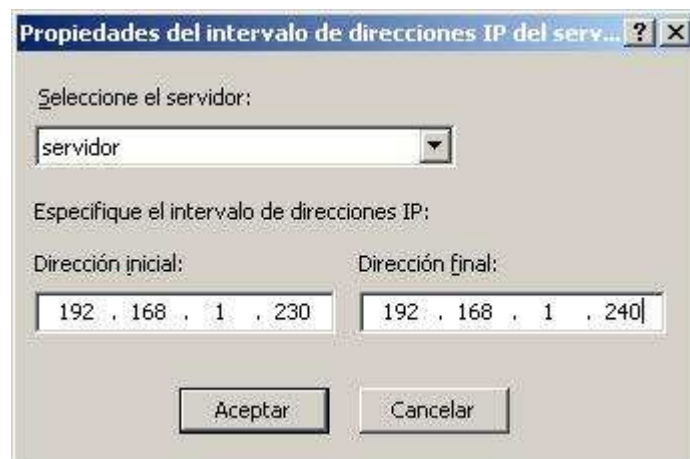 Propiedades del intervalo de direcciones IP del serv... ? X
Seleccione el servidor:
servidor
Especifique el intervalo de direcciones IP:
Dirección inicial: Dirección final:
192 . 168 . 1 . 230 192 . 168 . 1 . 240
Aceptar Cancelar